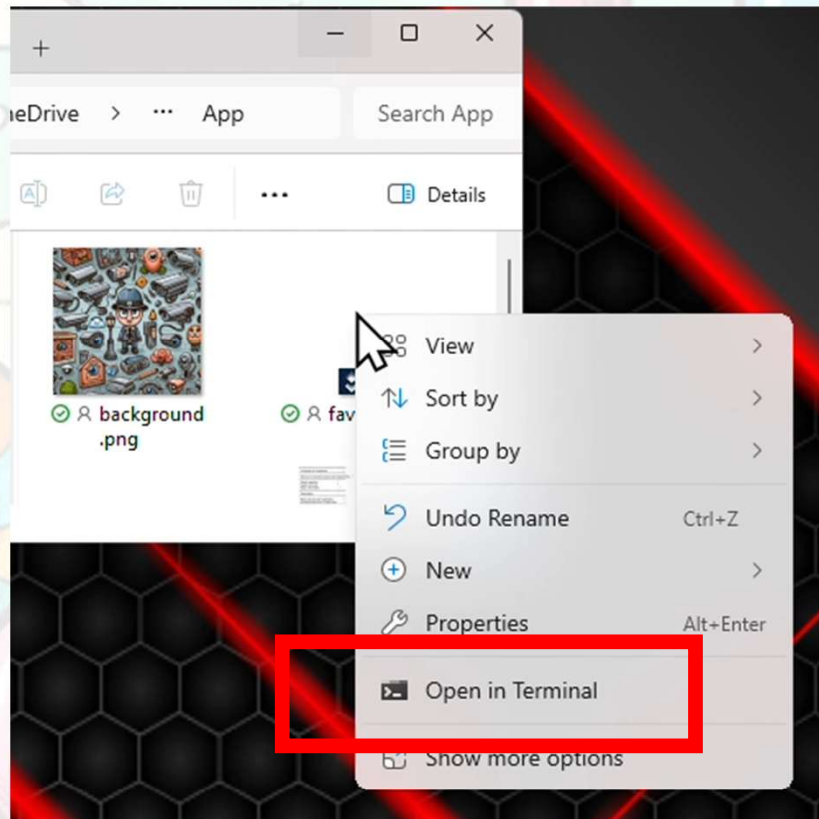 neDrive > ... App
Search App
Details
background
.png
fav
View
Sort by
Group by
Undo Rename Ctrl+Z
New
Properties Alt+Enter
Open in Terminal
Show more options